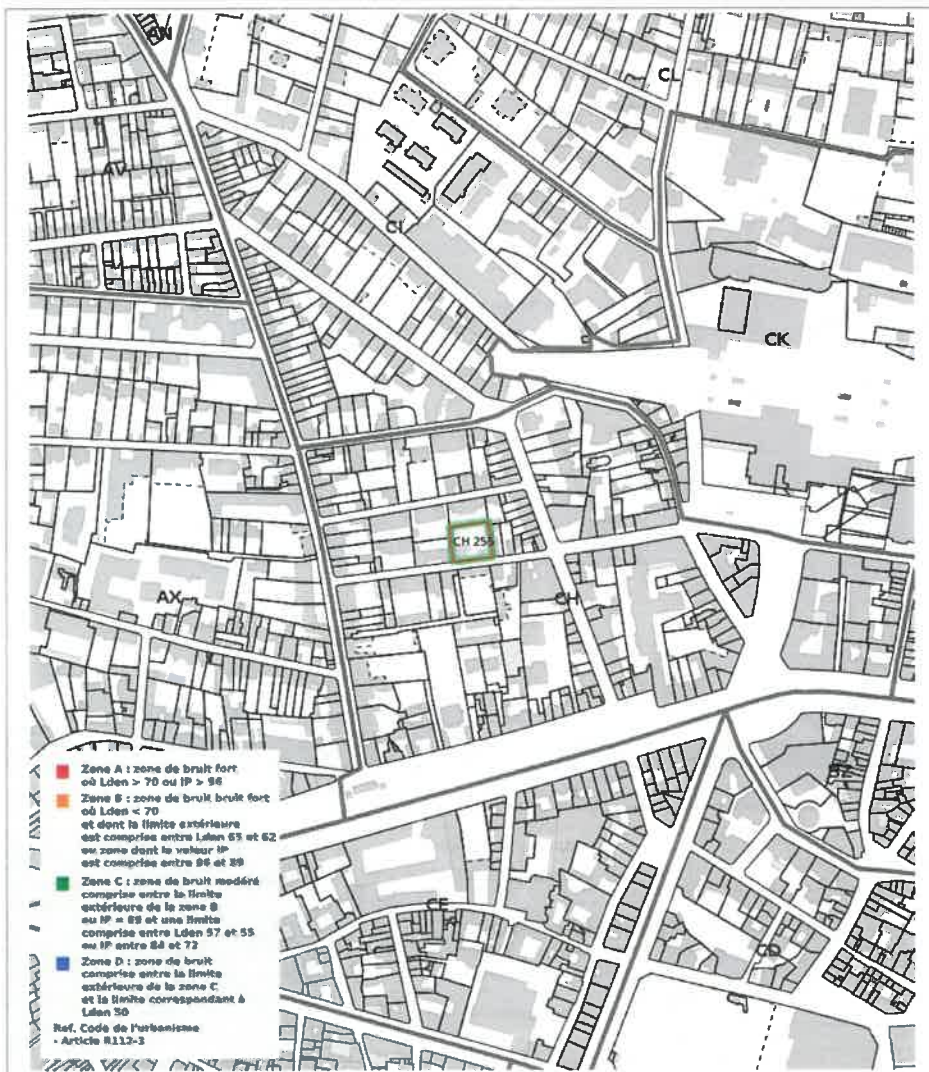 AN
CL
AV
CI
CK
CH 255
AX
CH
Zone A : zone de bruit fort
où Lden > 70 ou IP > 96
Zone B : zone de bruit bruit fort
où Lden < 70
et dont la limite extérieure
est comprise entre Lden 65 et 62
ou zone dont la valeur IP
est comprise entre 96 et 89
Zone C : zone de bruit modéré
comprise entre la limite
extérieure de la zone B
ou IP = 89 et une limite
comprise entre Lden 57 et 55
ou IP entre 84 et 72
Zone D : zone de bruit
comprise entre la limite
extérieure de la zone C
et la limite correspondant à
Lden 50
Ref. Code de l'urbanisme
- Article R112-3
CE
CD